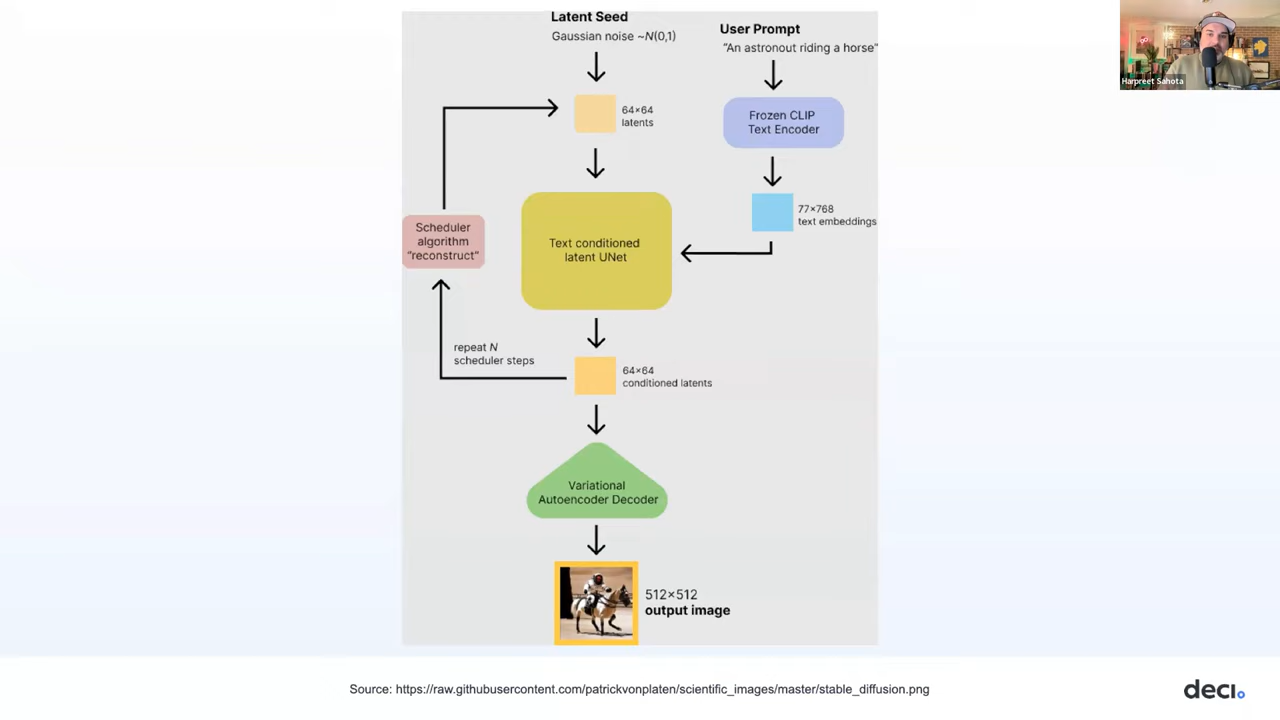 Latent Seed
Gaussian noise ~N(0,1)
User Prompt
“An astronout riding a horse”
Harpreet Sahota
64×64
latents
Frozen CLIP
Text Encoder
77×768
text embeddings
Scheduler
algorithm
“reconstruct”
Text conditioned
latent UNet
repeat N
scheduler steps
64×64
conditioned latents
Variational
Autoencoder Decoder
512×512
output image
Source: https://raw.githubusercontent.com/patrickvonplaten/scientific_images/master/stable_diffusion.png
deci.